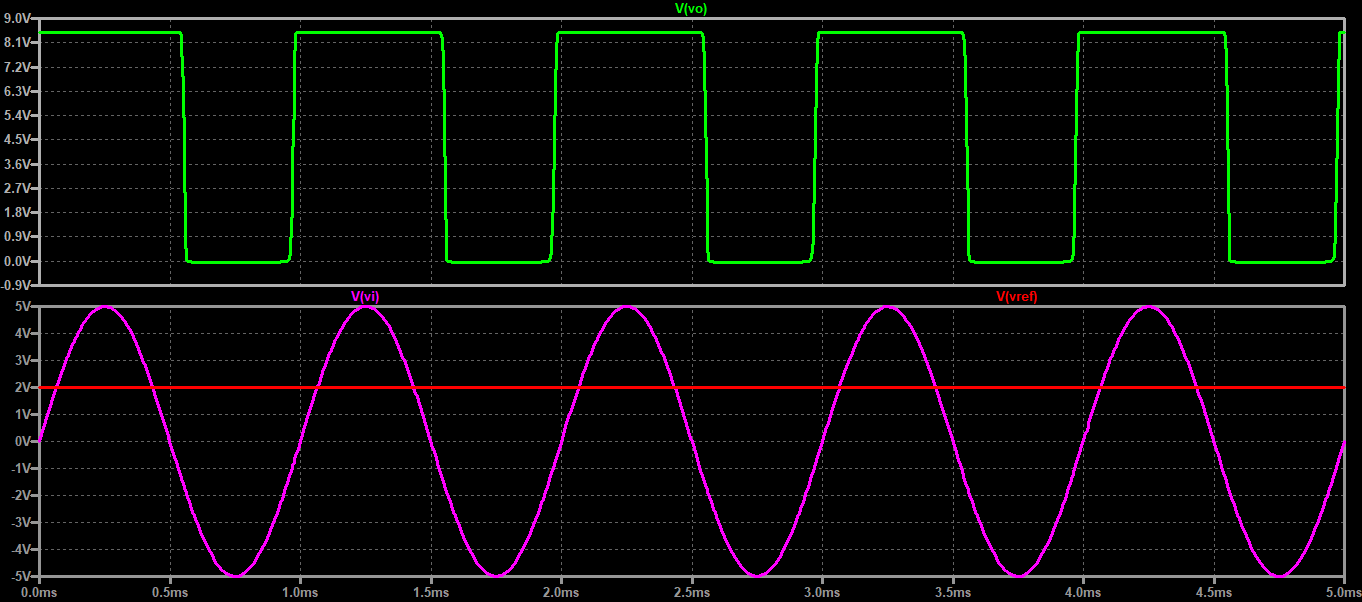 V(vo)
9.0V
8.1V
7.2V
6.3V
5.4V
4.5V
3.6V
2.7V
1.8V
0.9V
0.0V
-0.9V
V(vi) V(vref)
5V
4V
3V
2V
1V
0V
-1V
-2V
-3V
-4V
-5V
0.0ms 0.5ms 1.0ms 1.5ms 2.0ms 2.5ms 3.0ms 3.5ms 4.0ms 4.5ms 5.0ms